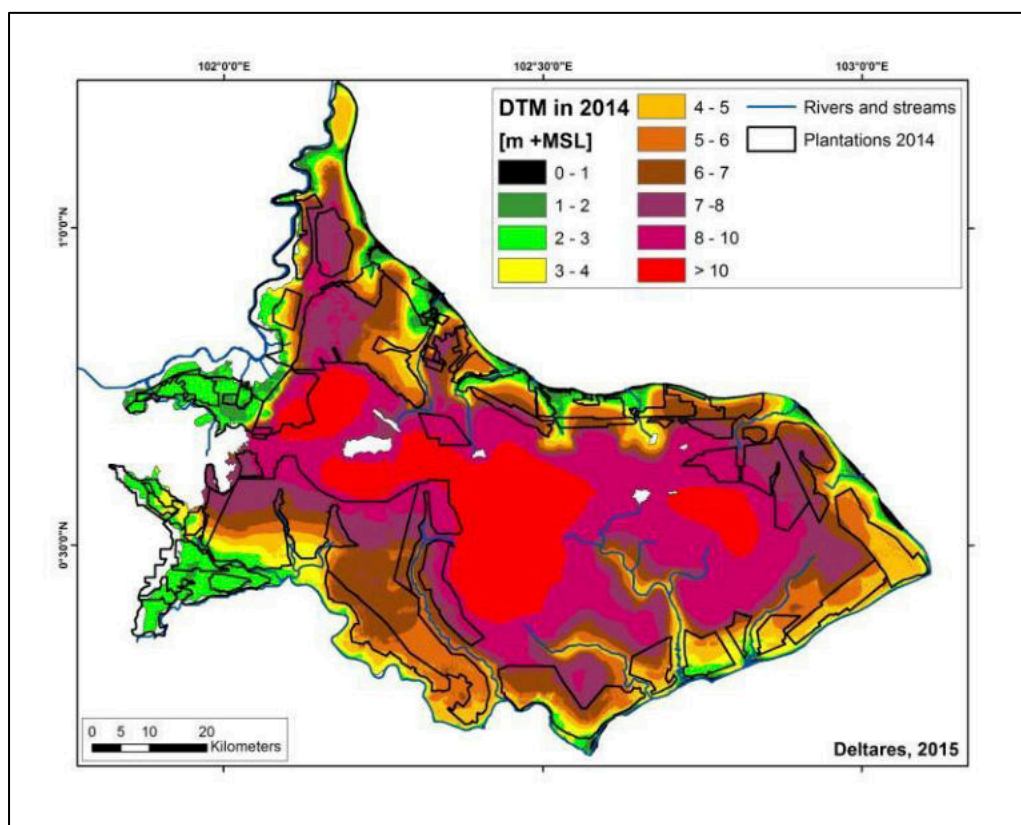 102°0'0"E 102°30'0"E 103°0'0"E
DTM in 2014
[m +MSL]
0 - 1
1 - 2
2 - 3
3 - 4
4 - 5
5 - 6
6 - 7
7 -8
8 - 10
> 10
Rivers and streams
Plantations 2014
1°0'0"N
0°30'0"N
0 5 10 20
Kilometers
Deltares, 2015